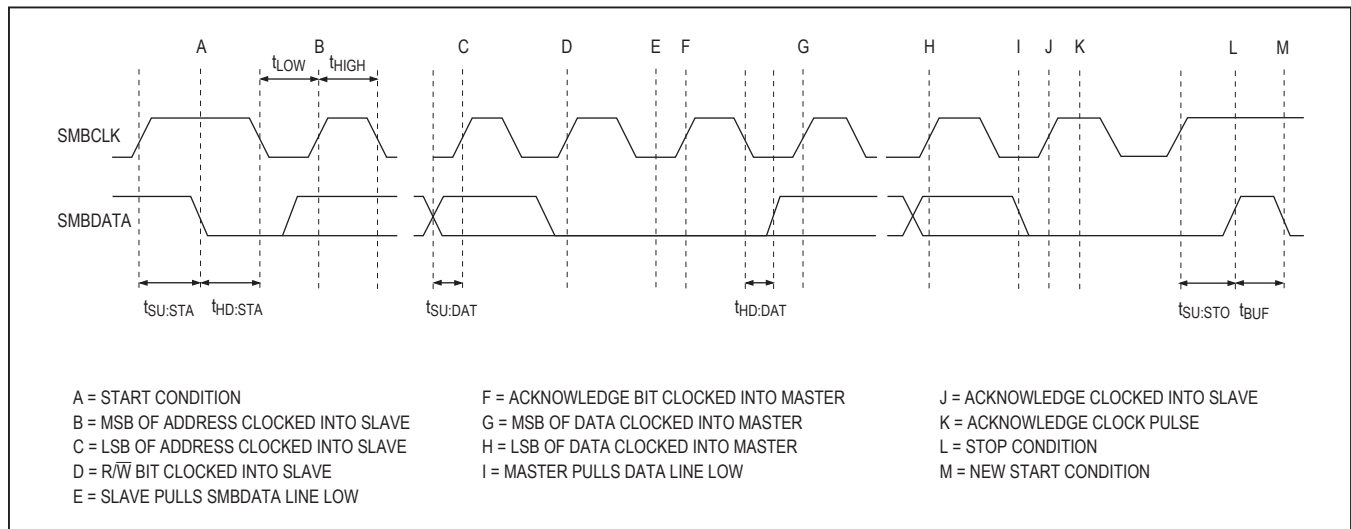 A B C D E F G H I J K L M
tLOW tHIGH
SMBCLK
SMBDATA
tSU:STA tHD:STA tSU:DAT tHD:DAT tSU:STO tBUF
A = START CONDITION
B = MSB OF ADDRESS CLOCKED INTO SLAVE
C = LSB OF ADDRESS CLOCKED INTO SLAVE
D = R/W̅ BIT CLOCKED INTO SLAVE
E = SLAVE PULLS SMBDATA LINE LOW
F = ACKNOWLEDGE BIT CLOCKED INTO MASTER
G = MSB OF DATA CLOCKED INTO MASTER
H = LSB OF DATA CLOCKED INTO MASTER
I = MASTER PULLS DATA LINE LOW
J = ACKNOWLEDGE CLOCKED INTO SLAVE
K = ACKNOWLEDGE CLOCK PULSE
L = STOP CONDITION
M = NEW START CONDITION